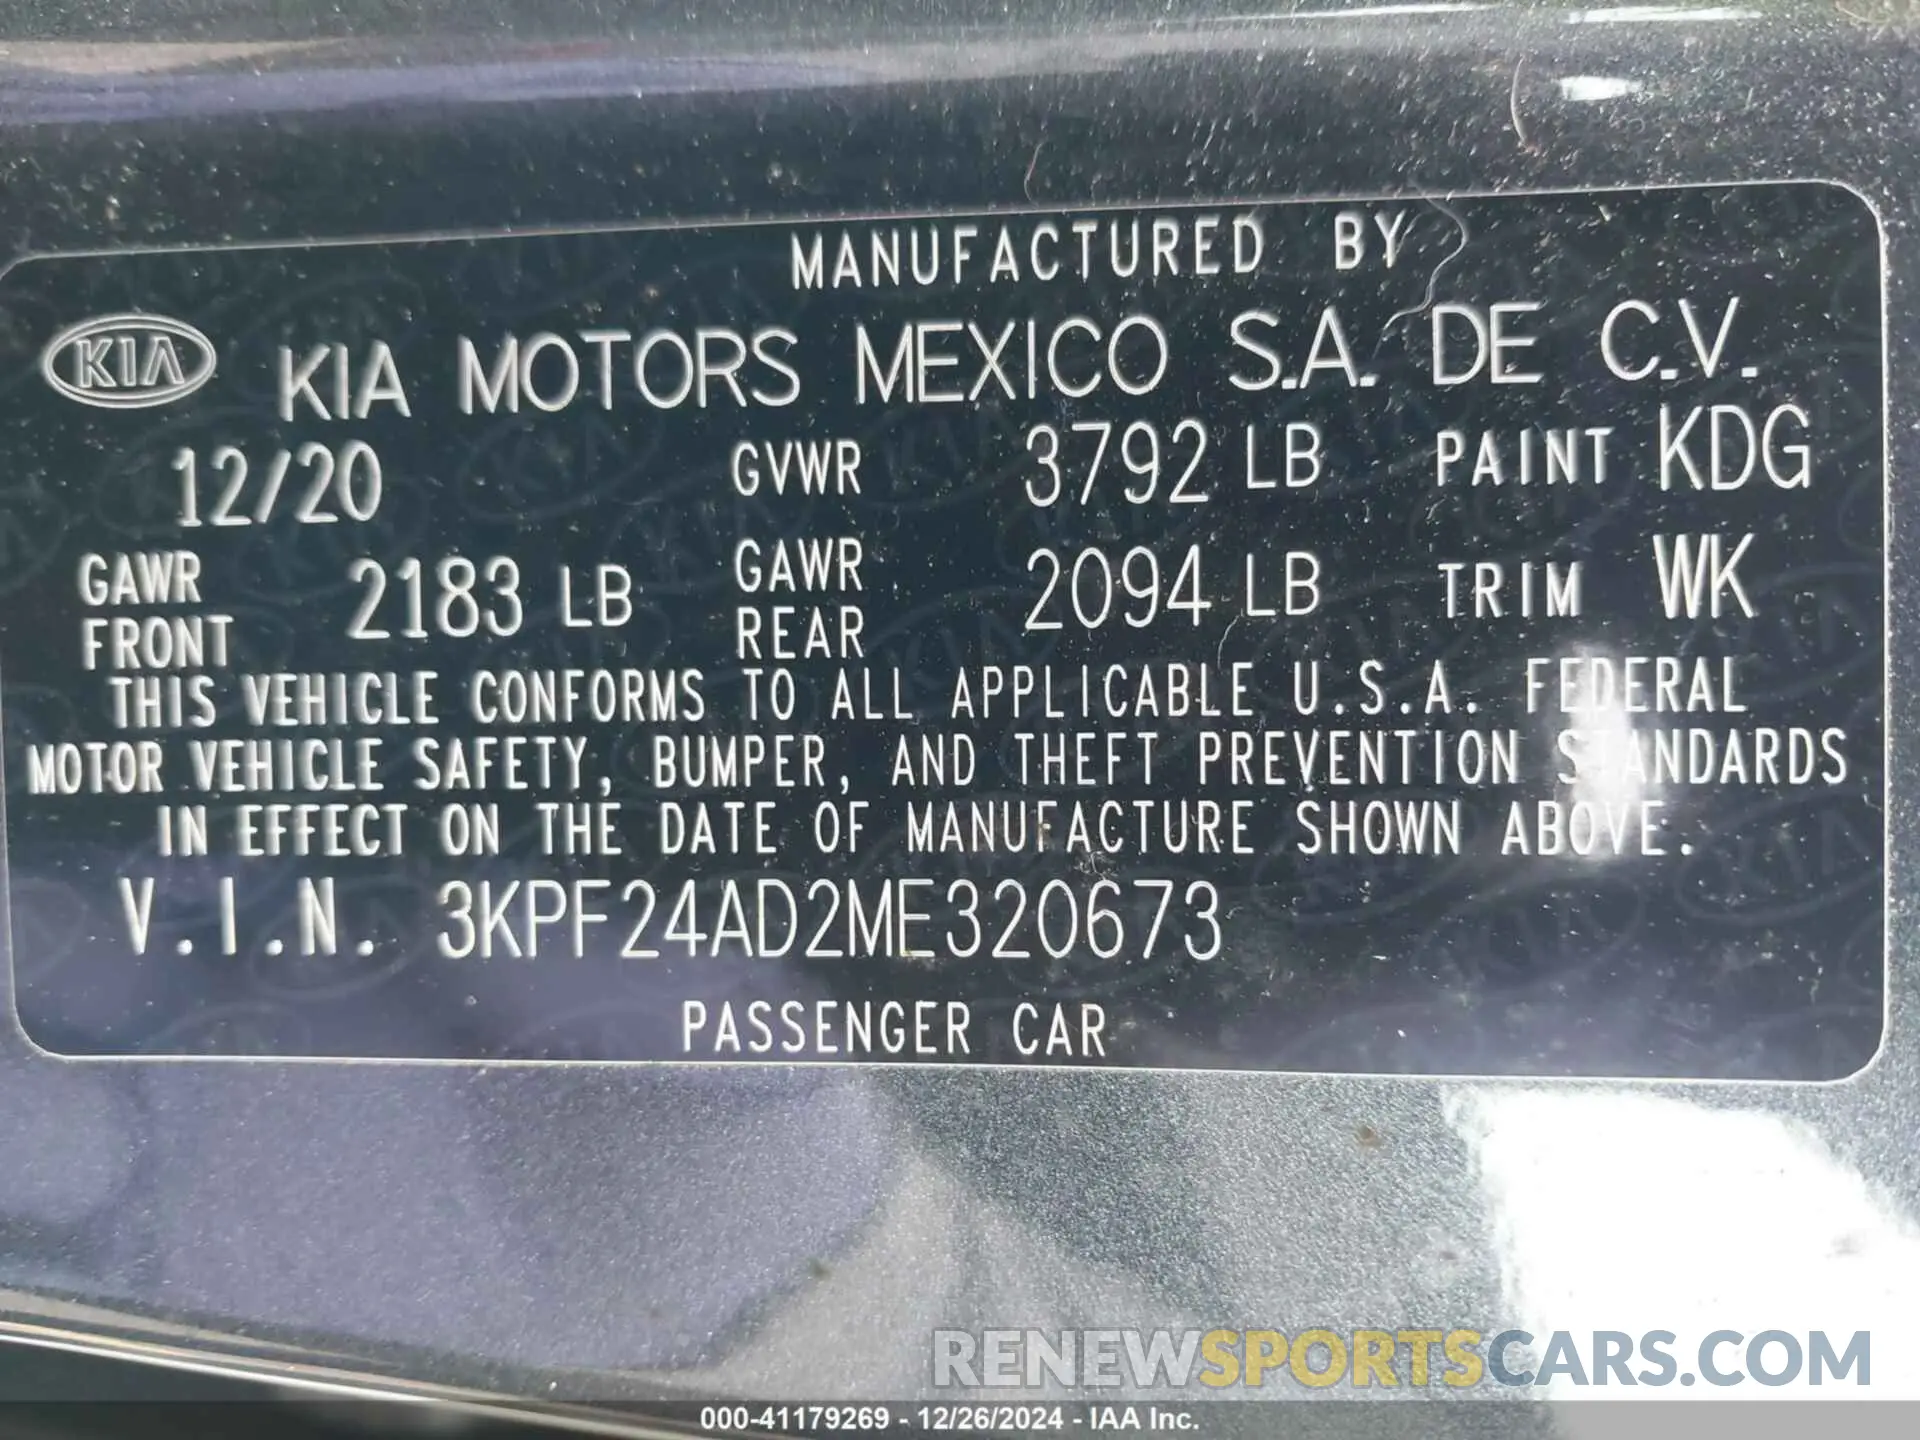 MANUFACTURED BY
KIA KIA MOTORS MEXICO S.A. DE C.V.
12/20 GVWR 3792 LB PAINT KDG
GAWR FRONT 2183 LB GAWR REAR 2094 LB TRIM WK
THIS VEHICLE CONFORMS TO ALL APPLICABLE U.S.A. FEDERAL
MOTOR VEHICLE SAFETY, BUMPER, AND THEFT PREVENTION STANDARDS
IN EFFECT ON THE DATE OF MANUFACTURE SHOWN ABOVE.
V.I.N. 3KPF24AD2ME320673
PASSENGER CAR
RENEWSPORTSCARS.COM
000-41179269 - 12/26/2024 - IAA Inc.